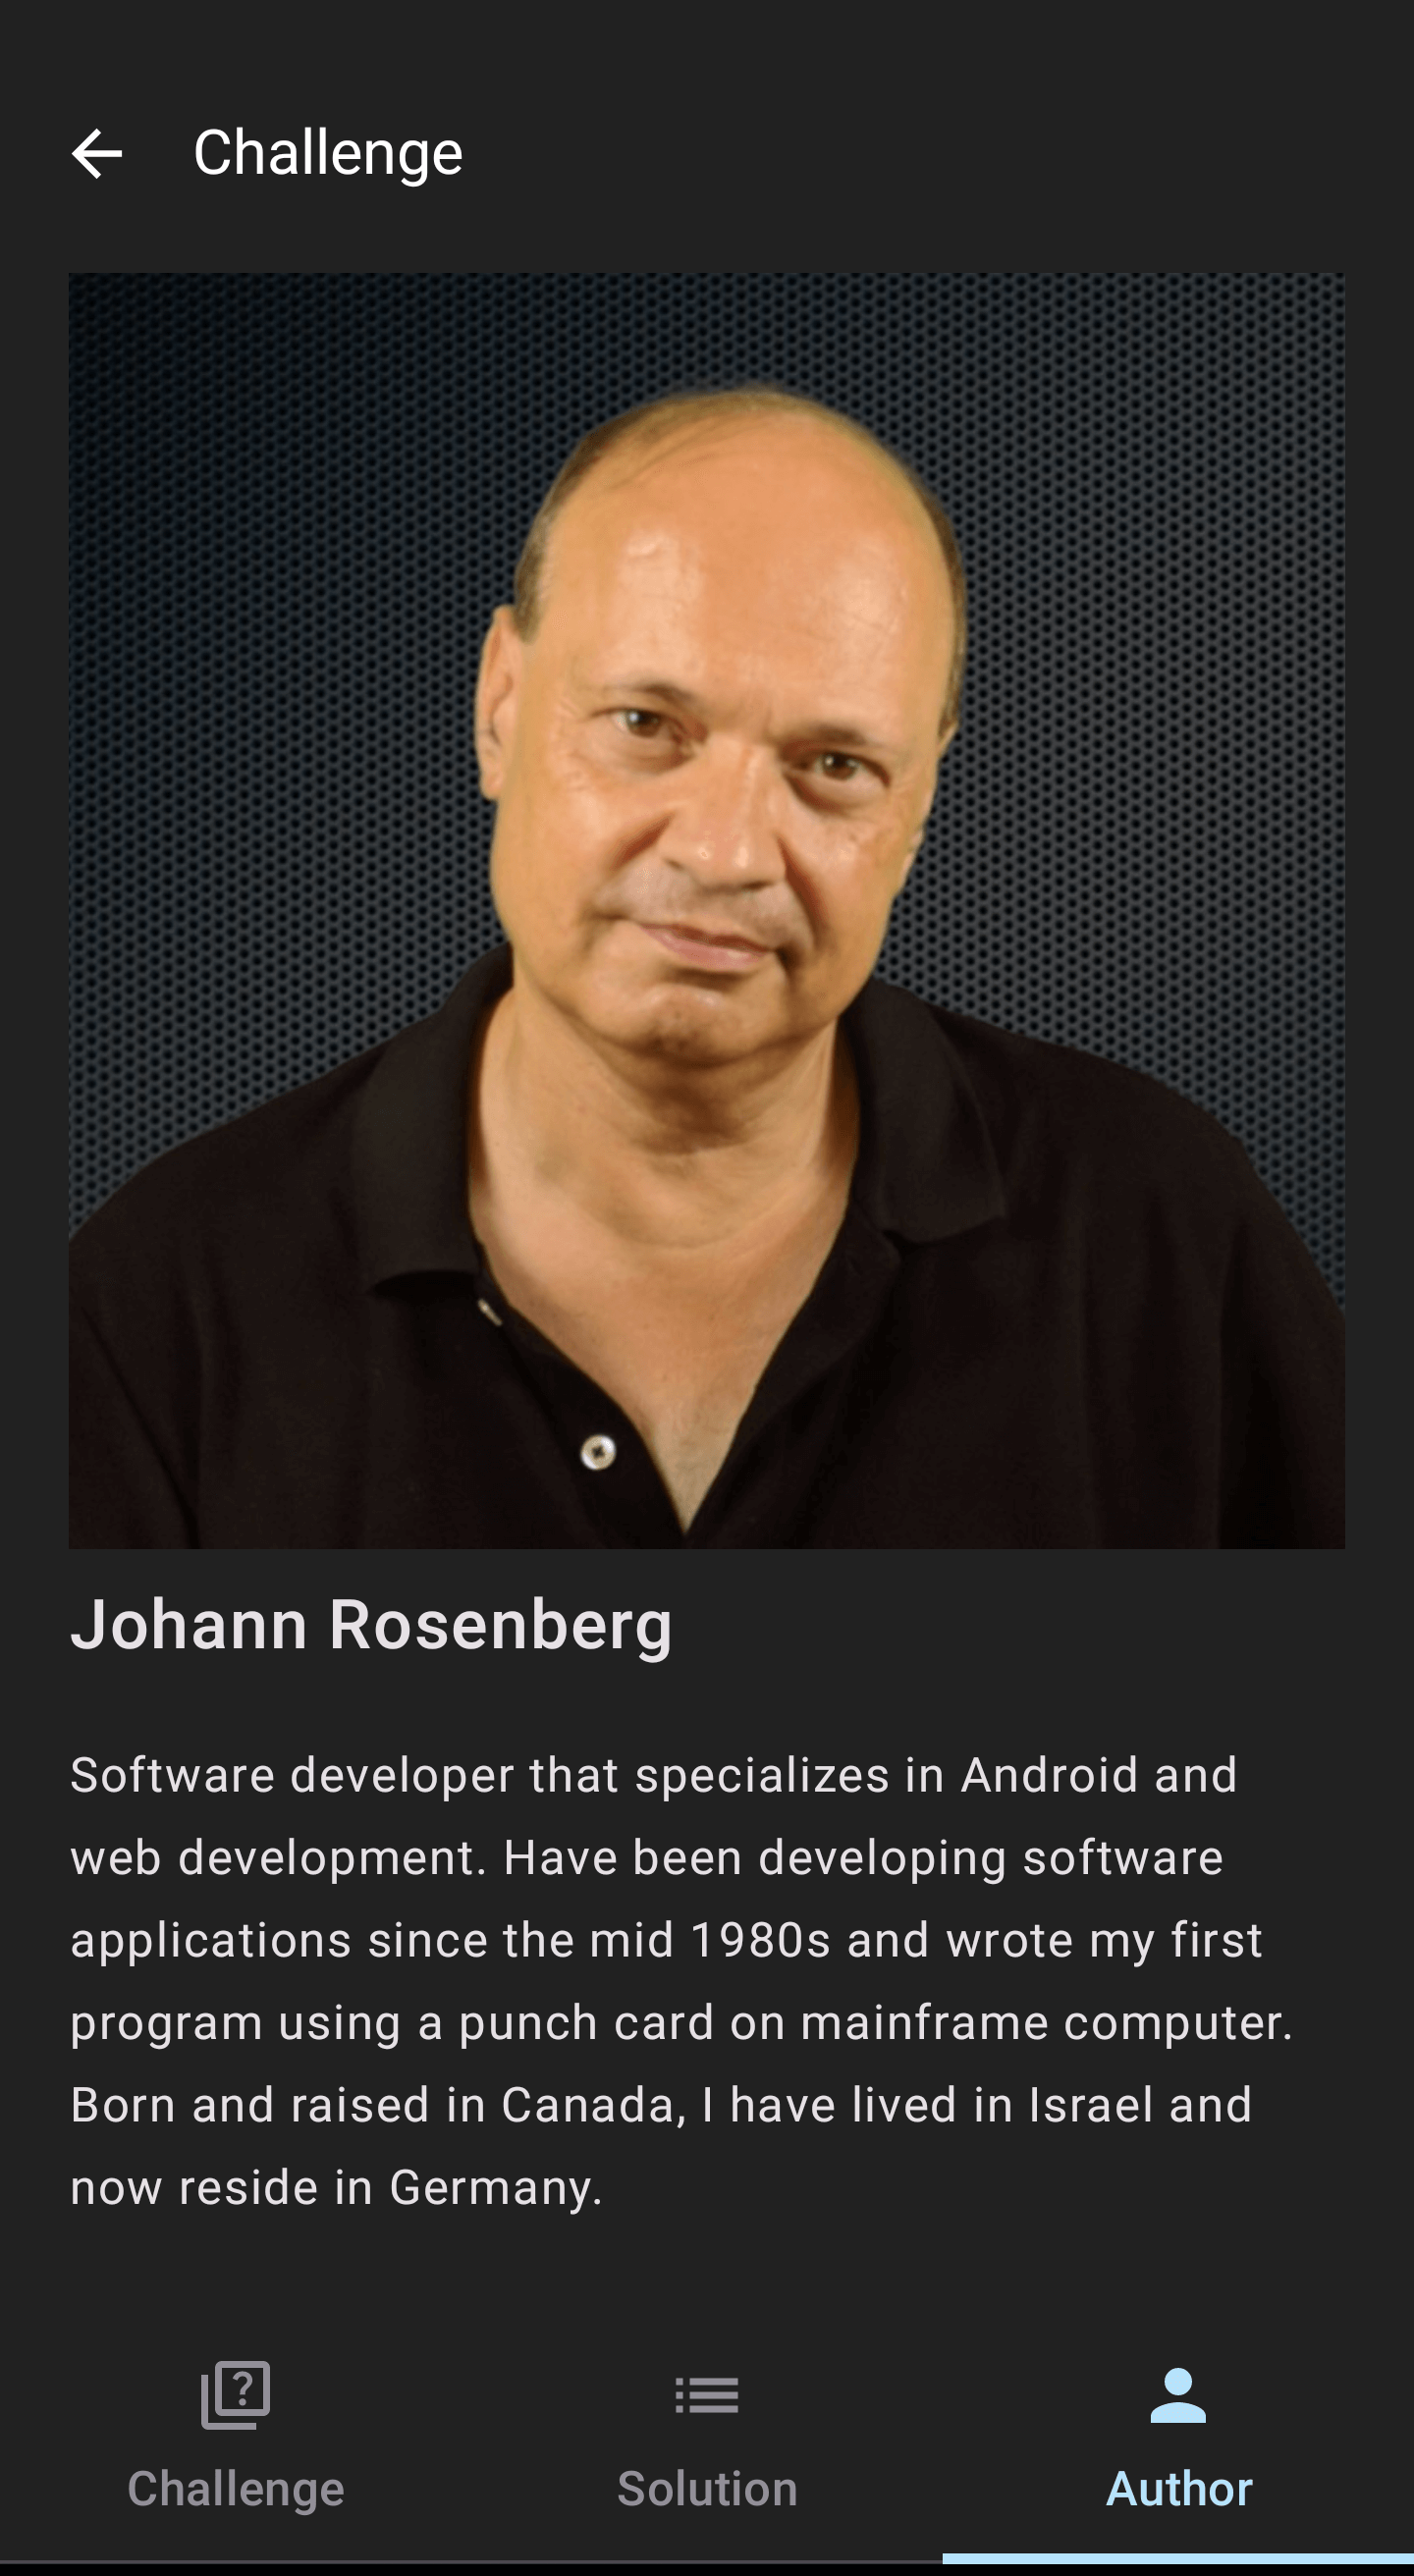 Challenge
Johann Rosenberg
Software developer that specializes in Android and
web development. Have been developing software
applications since the mid 1980s and wrote my first
program using a punch card on mainframe computer.
Born and raised in Canada, I have lived in Israel and
now reside in Germany.
?
Challenge
Solution
Author